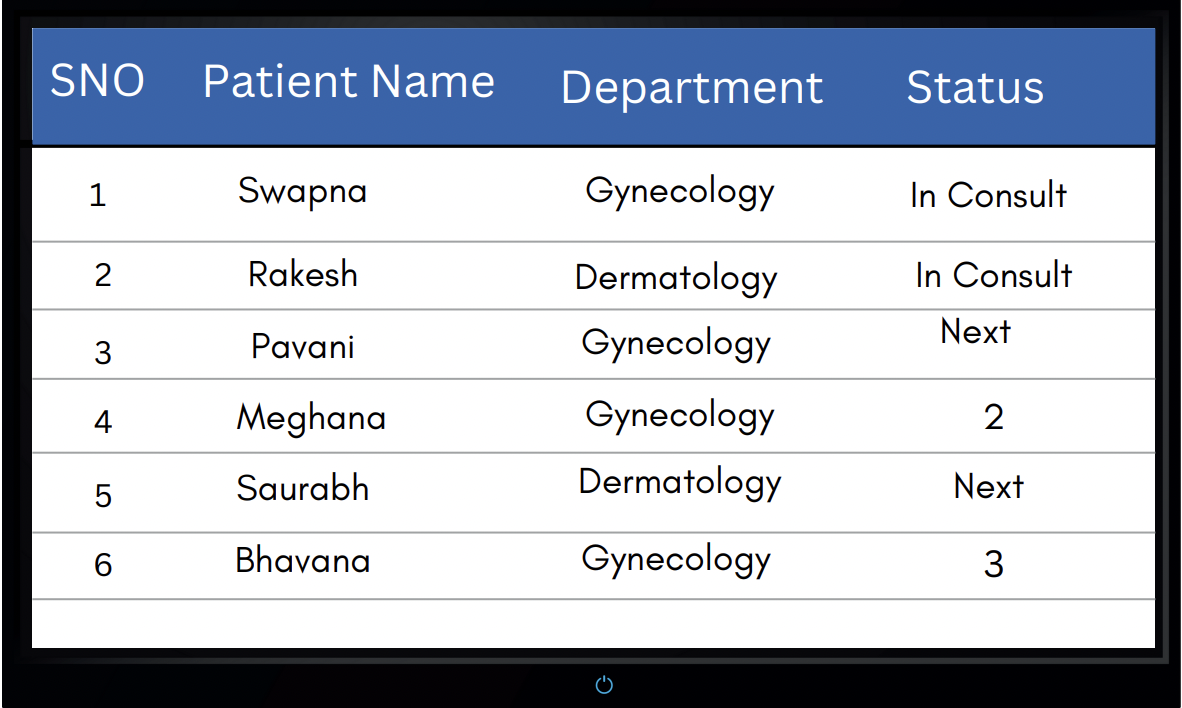 SNO Patient Name Department Status
1 Swapna Gynecology In Consult
2 Rakesh Dermatology In Consult
3 Pavani Gynecology Next
4 Meghana Gynecology 2
5 Saurabh Dermatology Next
6 Bhavana Gynecology 3